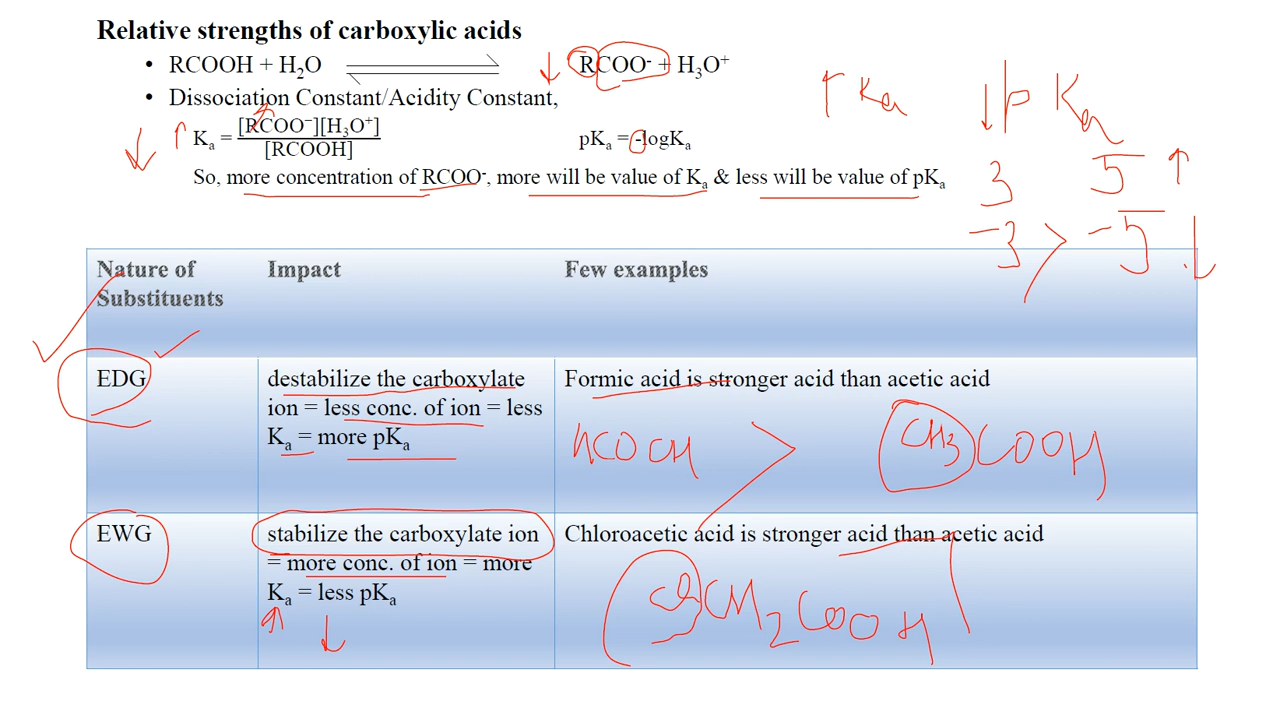 Relative strengths of carboxylic acids
• RCOOH + H₂O ⇌ RCOO⁻ + H₃O⁺
• Dissociation Constant/Acidity Constant,
Kₐ = [RCOO⁻][H₃O⁺] / [RCOOH]
pKₐ = -logKₐ
So, more concentration of RCOO⁻, more will be value of Kₐ & less will be value of pKₐ
↑ Ka
↓ p Ka
3 5 ↑
-3 > -5 ↓
Nature of Substituents
Impact
Few examples
EDG
destabilize the carboxylate
ion = less conc. of ion = less
Kₐ = more pKₐ
Formic acid is stronger acid than acetic acid
HCOOH > CH3COOH
EWG
stabilize the carboxylate ion
= more conc. of ion = more
Kₐ = less pKₐ
Chloroacetic acid is stronger acid than acetic acid
ClCH2COOH